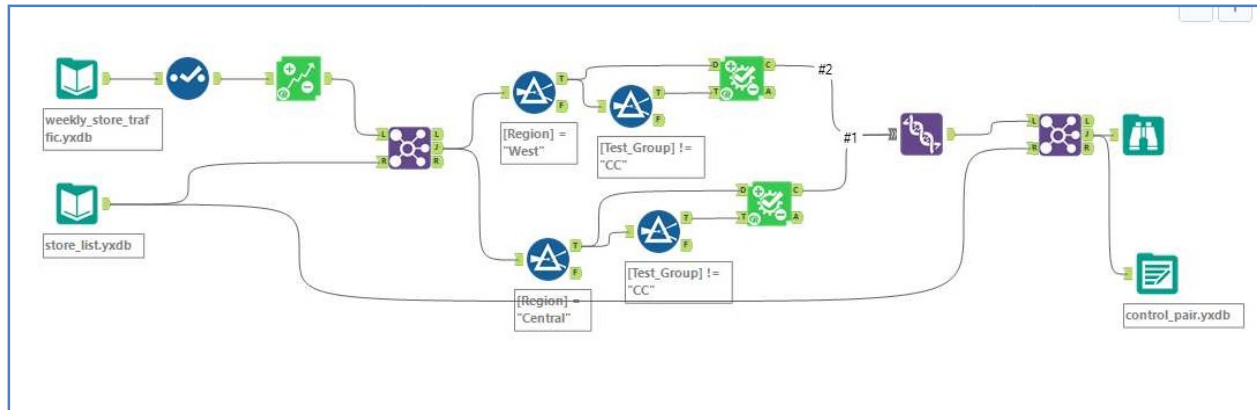 weekly_store_traf
fic.yxdb
store_list.yxdb
L
R
L
J
R
[Region] =
"West"
T
F
[Test_Group] !=
"CC"
T
F
D
T
C
A
#2
[Region] =
"Central"
T
F
[Test_Group] !=
"CC"
T
F
D
T
C
A
#1
L
R
L
J
R
control_pair.yxdb